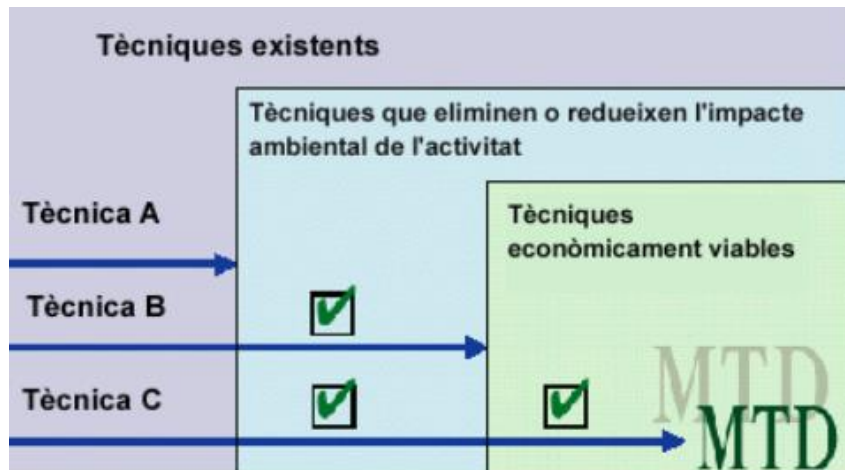 Tècniques existents
Tècniques que eliminen o redueixen l'impacte
ambiental de l'activitat
Tècnica A
Tècniques
econòmicament viables
Tècnica B
Tècnica C
MTD
MTD